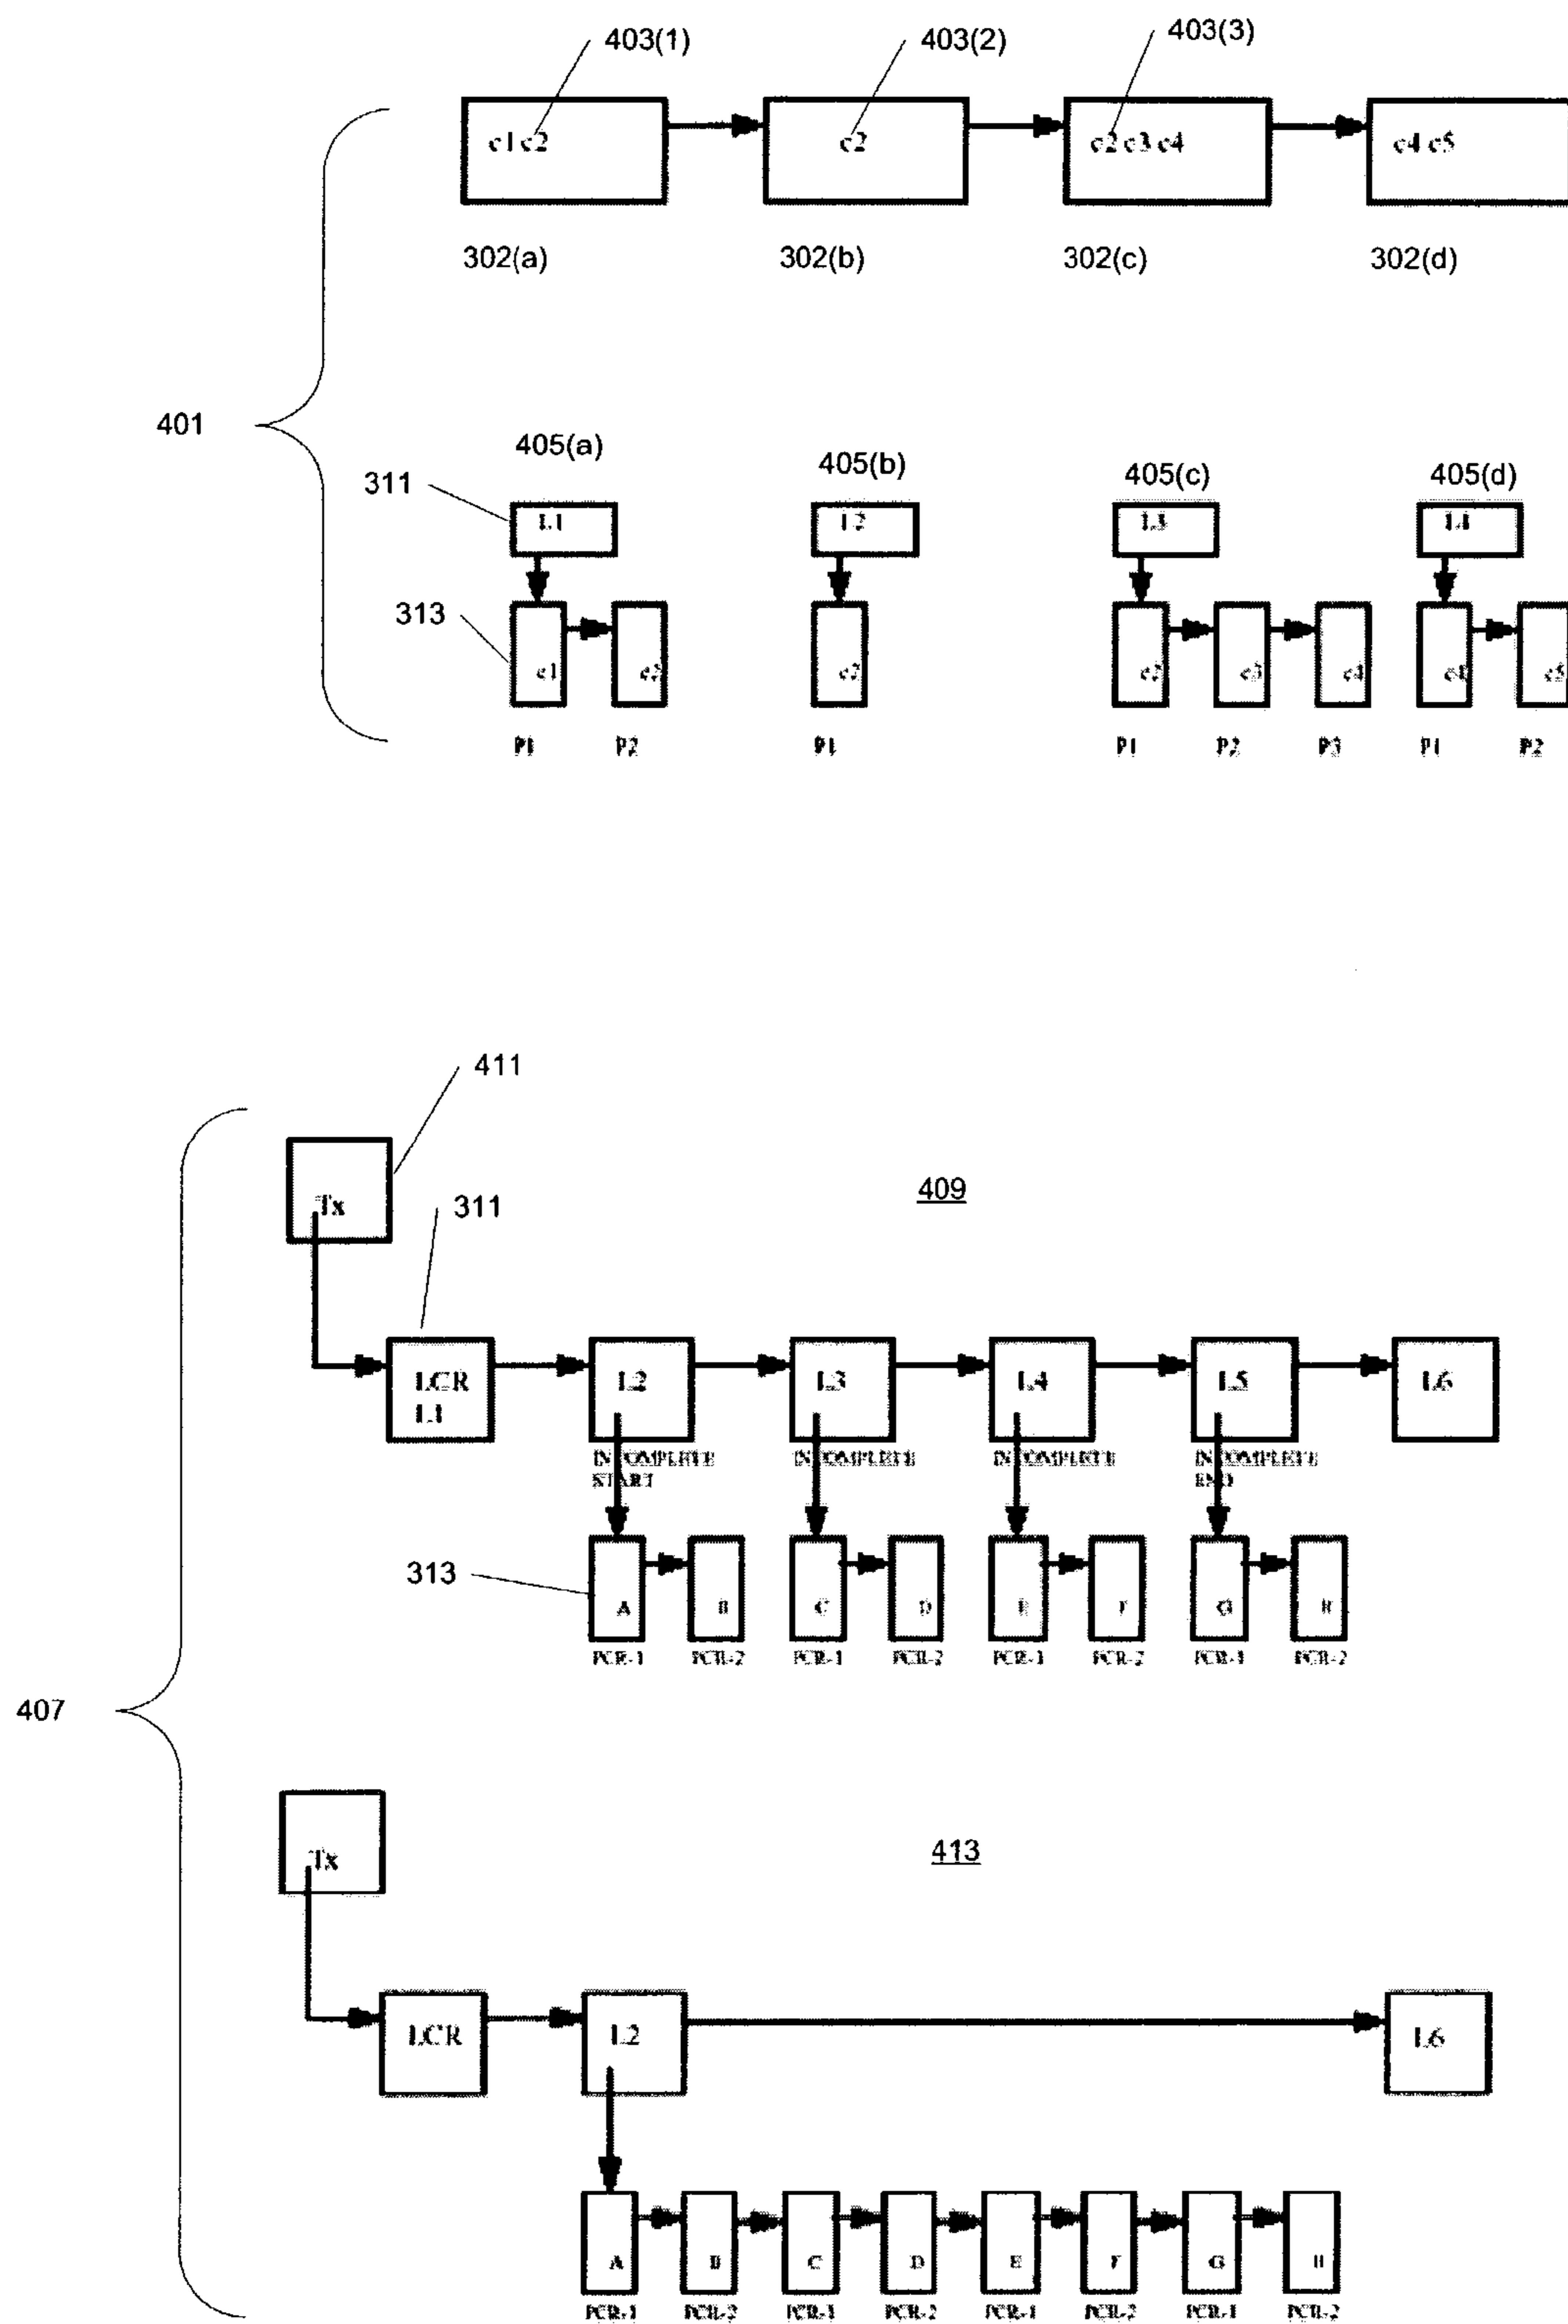 403(1) 403(2) 403(3)
c1 c2 c2 c2 c3 c4 c4 c5
302(a) 302(b) 302(c) 302(d)
401
405(a) 405(b) 405(c) 405(d)
311
L1 L2 L3 L4
313
c1 c2 c2 c2 c3 c4 c4 c5
P1 P2 P1 P1 P2 P3 P1 P2
411
Tx
409
311
LCR L2 L3 L4 L5 L6
L1
INCOMPLETE INCOMPLETE INCOMPLETE INCOMPLETE
START END
313
A B C D E F G H
PCR-1 PCR-2 PCR-1 PCR-2 PCR-1 PCR-2 PCR-1 PCR-2
407
Tx
413
LCR L2 L6
A B C D E F G H
PCR-1 PCR-2 PCR-1 PCR-2 PCR-1 PCR-2 PCR-1 PCR-2